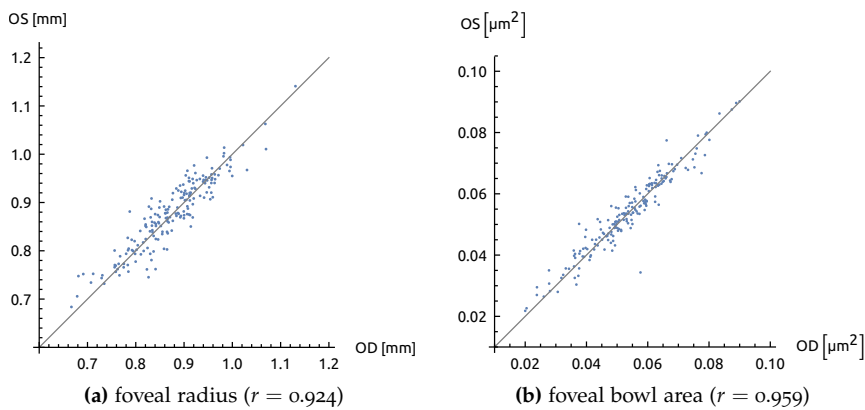 OS [mm]
1.2
1.1
1.0
0.9
0.8
0.7
0.7 0.8 0.9 1.0 1.1 1.2
OD [mm]
(a) foveal radius (r = 0.924)
OS [µm²]
0.10
0.08
0.06
0.04
0.02
0.02 0.04 0.06 0.08 0.10
OD [µm²]
(b) foveal bowl area (r = 0.959)